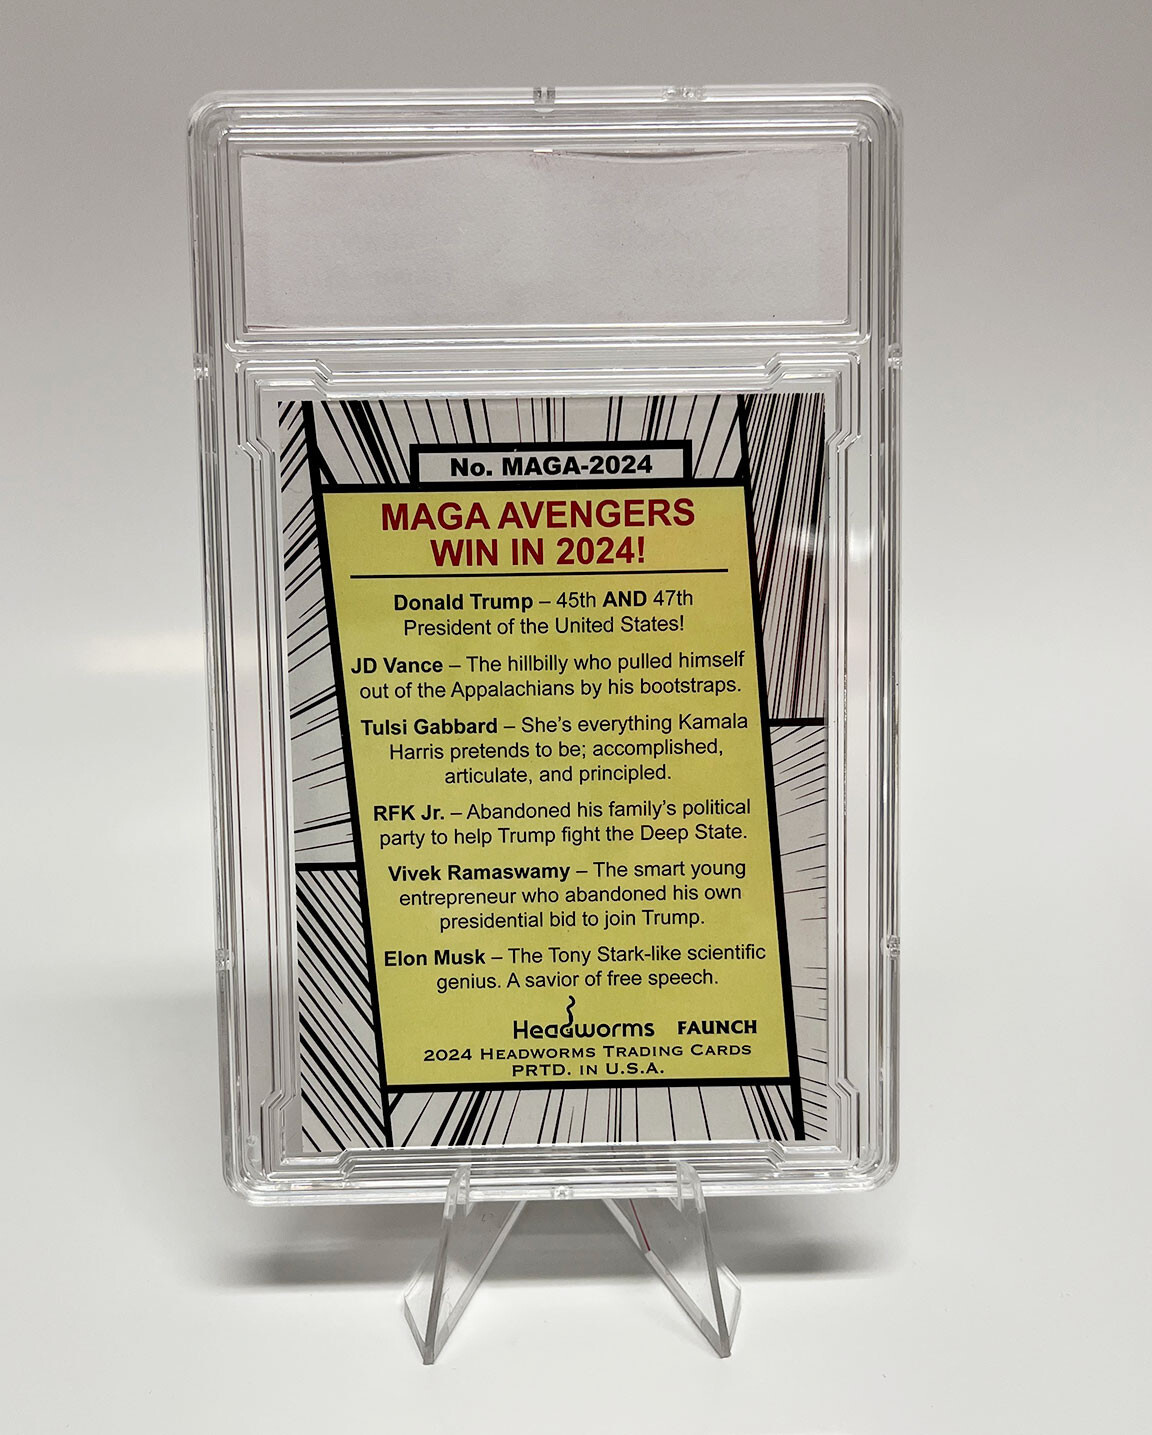 No. MAGA-2024
MAGA AVENGERS
WIN IN 2024!
Donald Trump – 45th AND 47th
President of the United States!
JD Vance – The hillbilly who pulled himself
out of the Appalachians by his bootstraps.
Tulsi Gabbard – She’s everything Kamala
Harris pretends to be; accomplished,
articulate, and principled.
RFK Jr. – Abandoned his family’s political
party to help Trump fight the Deep State.
Vivek Ramaswamy – The smart young
entrepreneur who abandoned his own
presidential bid to join Trump.
Elon Musk – The Tony Stark-like scientific
genius. A savior of free speech.
Headworms FAUNCH
2024 HEADWORMS TRADING CARDS
PRTD. IN U.S.A.